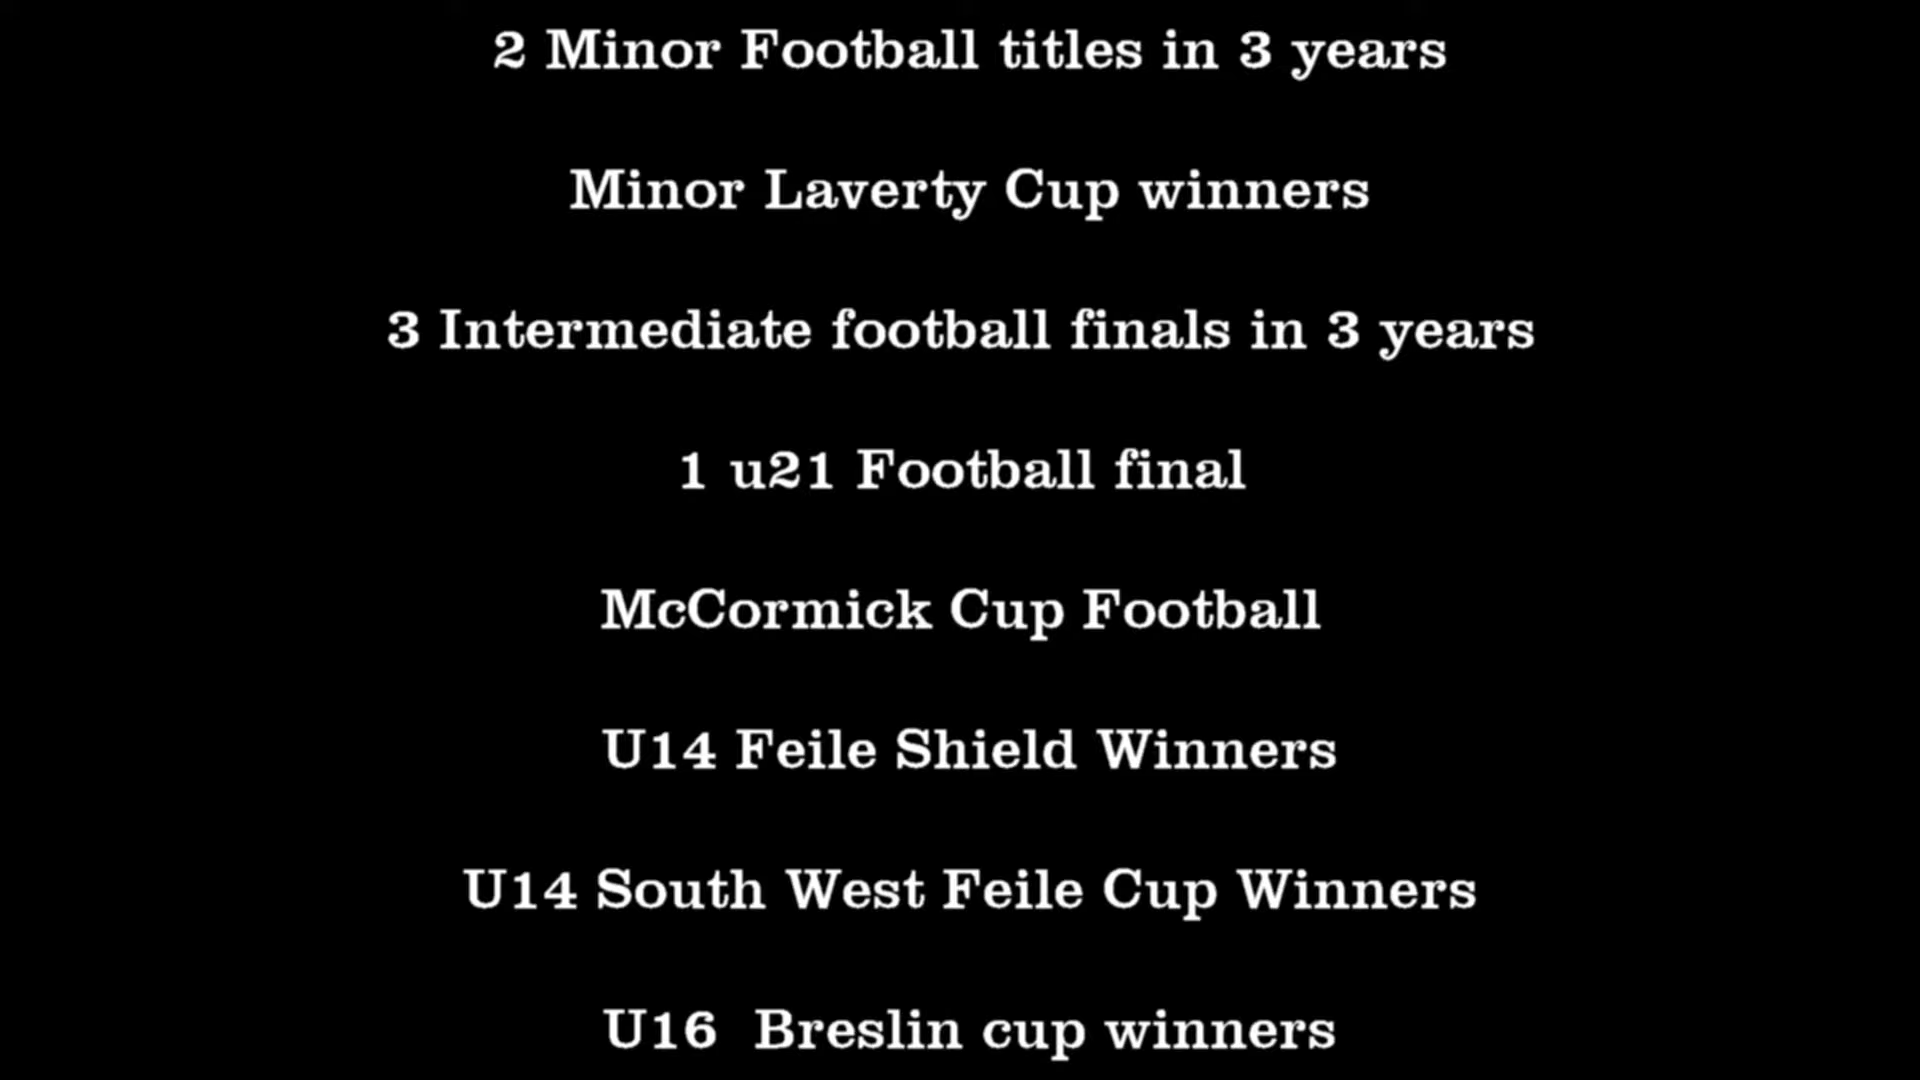 2 Minor Football titles in 3 years
Minor Laverty Cup winners
3 Intermediate football finals in 3 years
1 u21 Football final
McCormick Cup Football
U14 Feile Shield Winners
U14 South West Feile Cup Winners
U16 Breslin cup winners